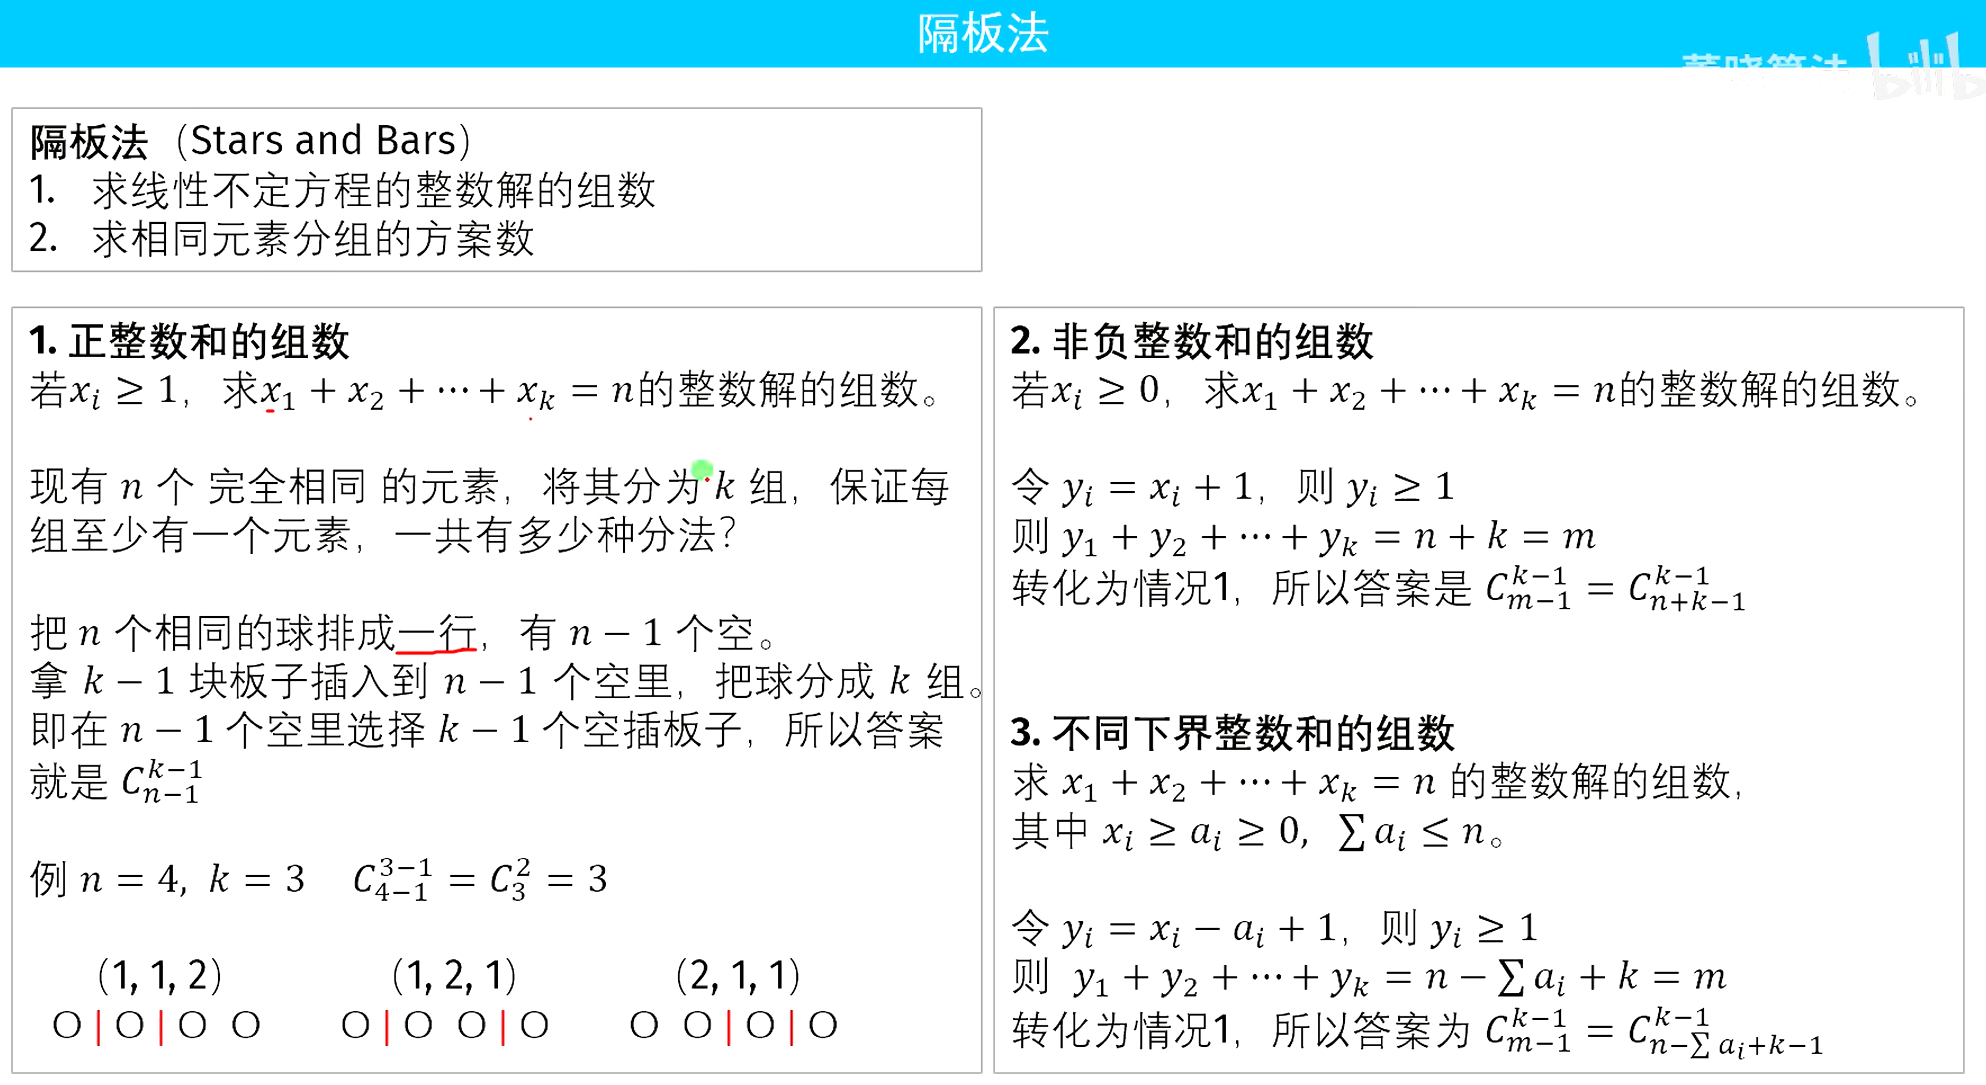 隔板法
隔板法（Stars and Bars）
1. 求线性不定方程的整数解的组数
2. 求相同元素分组的方案数
1. 正整数和的组数
若$x_i \geq 1$，求$x_1 + x_2 + \cdots + x_k = n$的整数解的组数。
现有 $n$ 个 完全相同 的元素，将其分为 $k$ 组，保证每
组至少有一个元素，一共有多少种分法？
把 $n$ 个相同的球排成一行，有 $n - 1$ 个空。
拿 $k - 1$ 块板子插入到 $n - 1$ 个空里，把球分成 $k$ 组。
即在 $n - 1$ 个空里选择 $k - 1$ 个空插板子，所以答案
就是 $C_{n-1}^{k-1}$
例 $n = 4, k = 3$ $C_{4-1}^{3-1} = C_3^2 = 3$
(1, 1, 2) (1, 2, 1) (2, 1, 1)
O | O | O O O | O O | O O O | O | O
2. 非负整数和的组数
若$x_i \geq 0$，求$x_1 + x_2 + \cdots + x_k = n$的整数解的组数。
令 $y_i = x_i + 1$，则 $y_i \geq 1$
则 $y_1 + y_2 + \cdots + y_k = n + k = m$
转化为情况1，所以答案是 $C_{m-1}^{k-1} = C_{n+k-1}^{k-1}$
3. 不同下界整数和的组数
求 $x_1 + x_2 + \cdots + x_k = n$ 的整数解的组数，
其中 $x_i \geq a_i \geq 0$，$\sum a_i \leq n$。
令 $y_i = x_i - a_i + 1$，则 $y_i \geq 1$
则 $y_1 + y_2 + \cdots + y_k = n - \sum a_i + k = m$
转化为情况1，所以答案为 $C_{m-1}^{k-1} = C_{n-\sum a_i+k-1}^{k-1}$